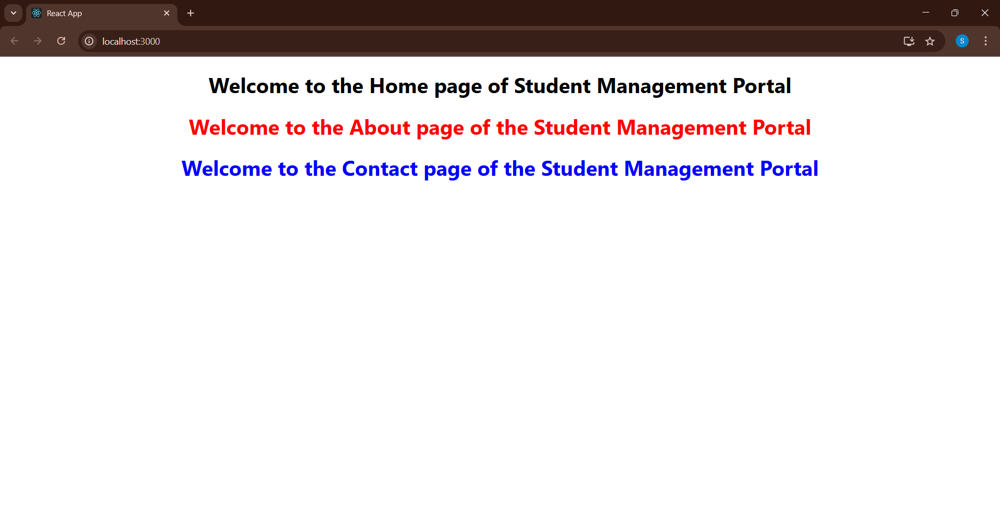 React App
localhost:3000
S
Welcome to the Home page of Student Management Portal
Welcome to the About page of the Student Management Portal
Welcome to the Contact page of the Student Management Portal